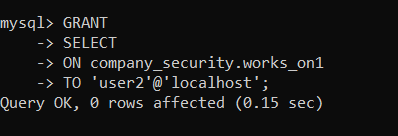 mysql> GRANT
-> SELECT
-> ON company_security.works_on1
-> TO 'user2'@'localhost';
Query OK, 0 rows affected (0.15 sec)